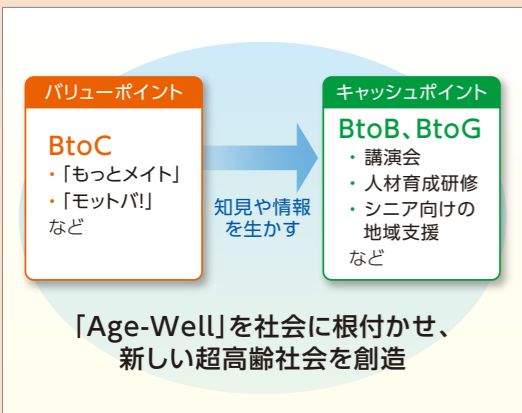 バリューポイント
BtoC
・「もっとメイト」
・「モットバ!」
など
知見や情報
を生かす
キャッシュポイント
BtoB、BtoG
・ 講演会
・ 人材育成研修
・ シニア向けの
地域支援
など
「Age-Well」を社会に根付かせ、
新しい超高齢社会を創造